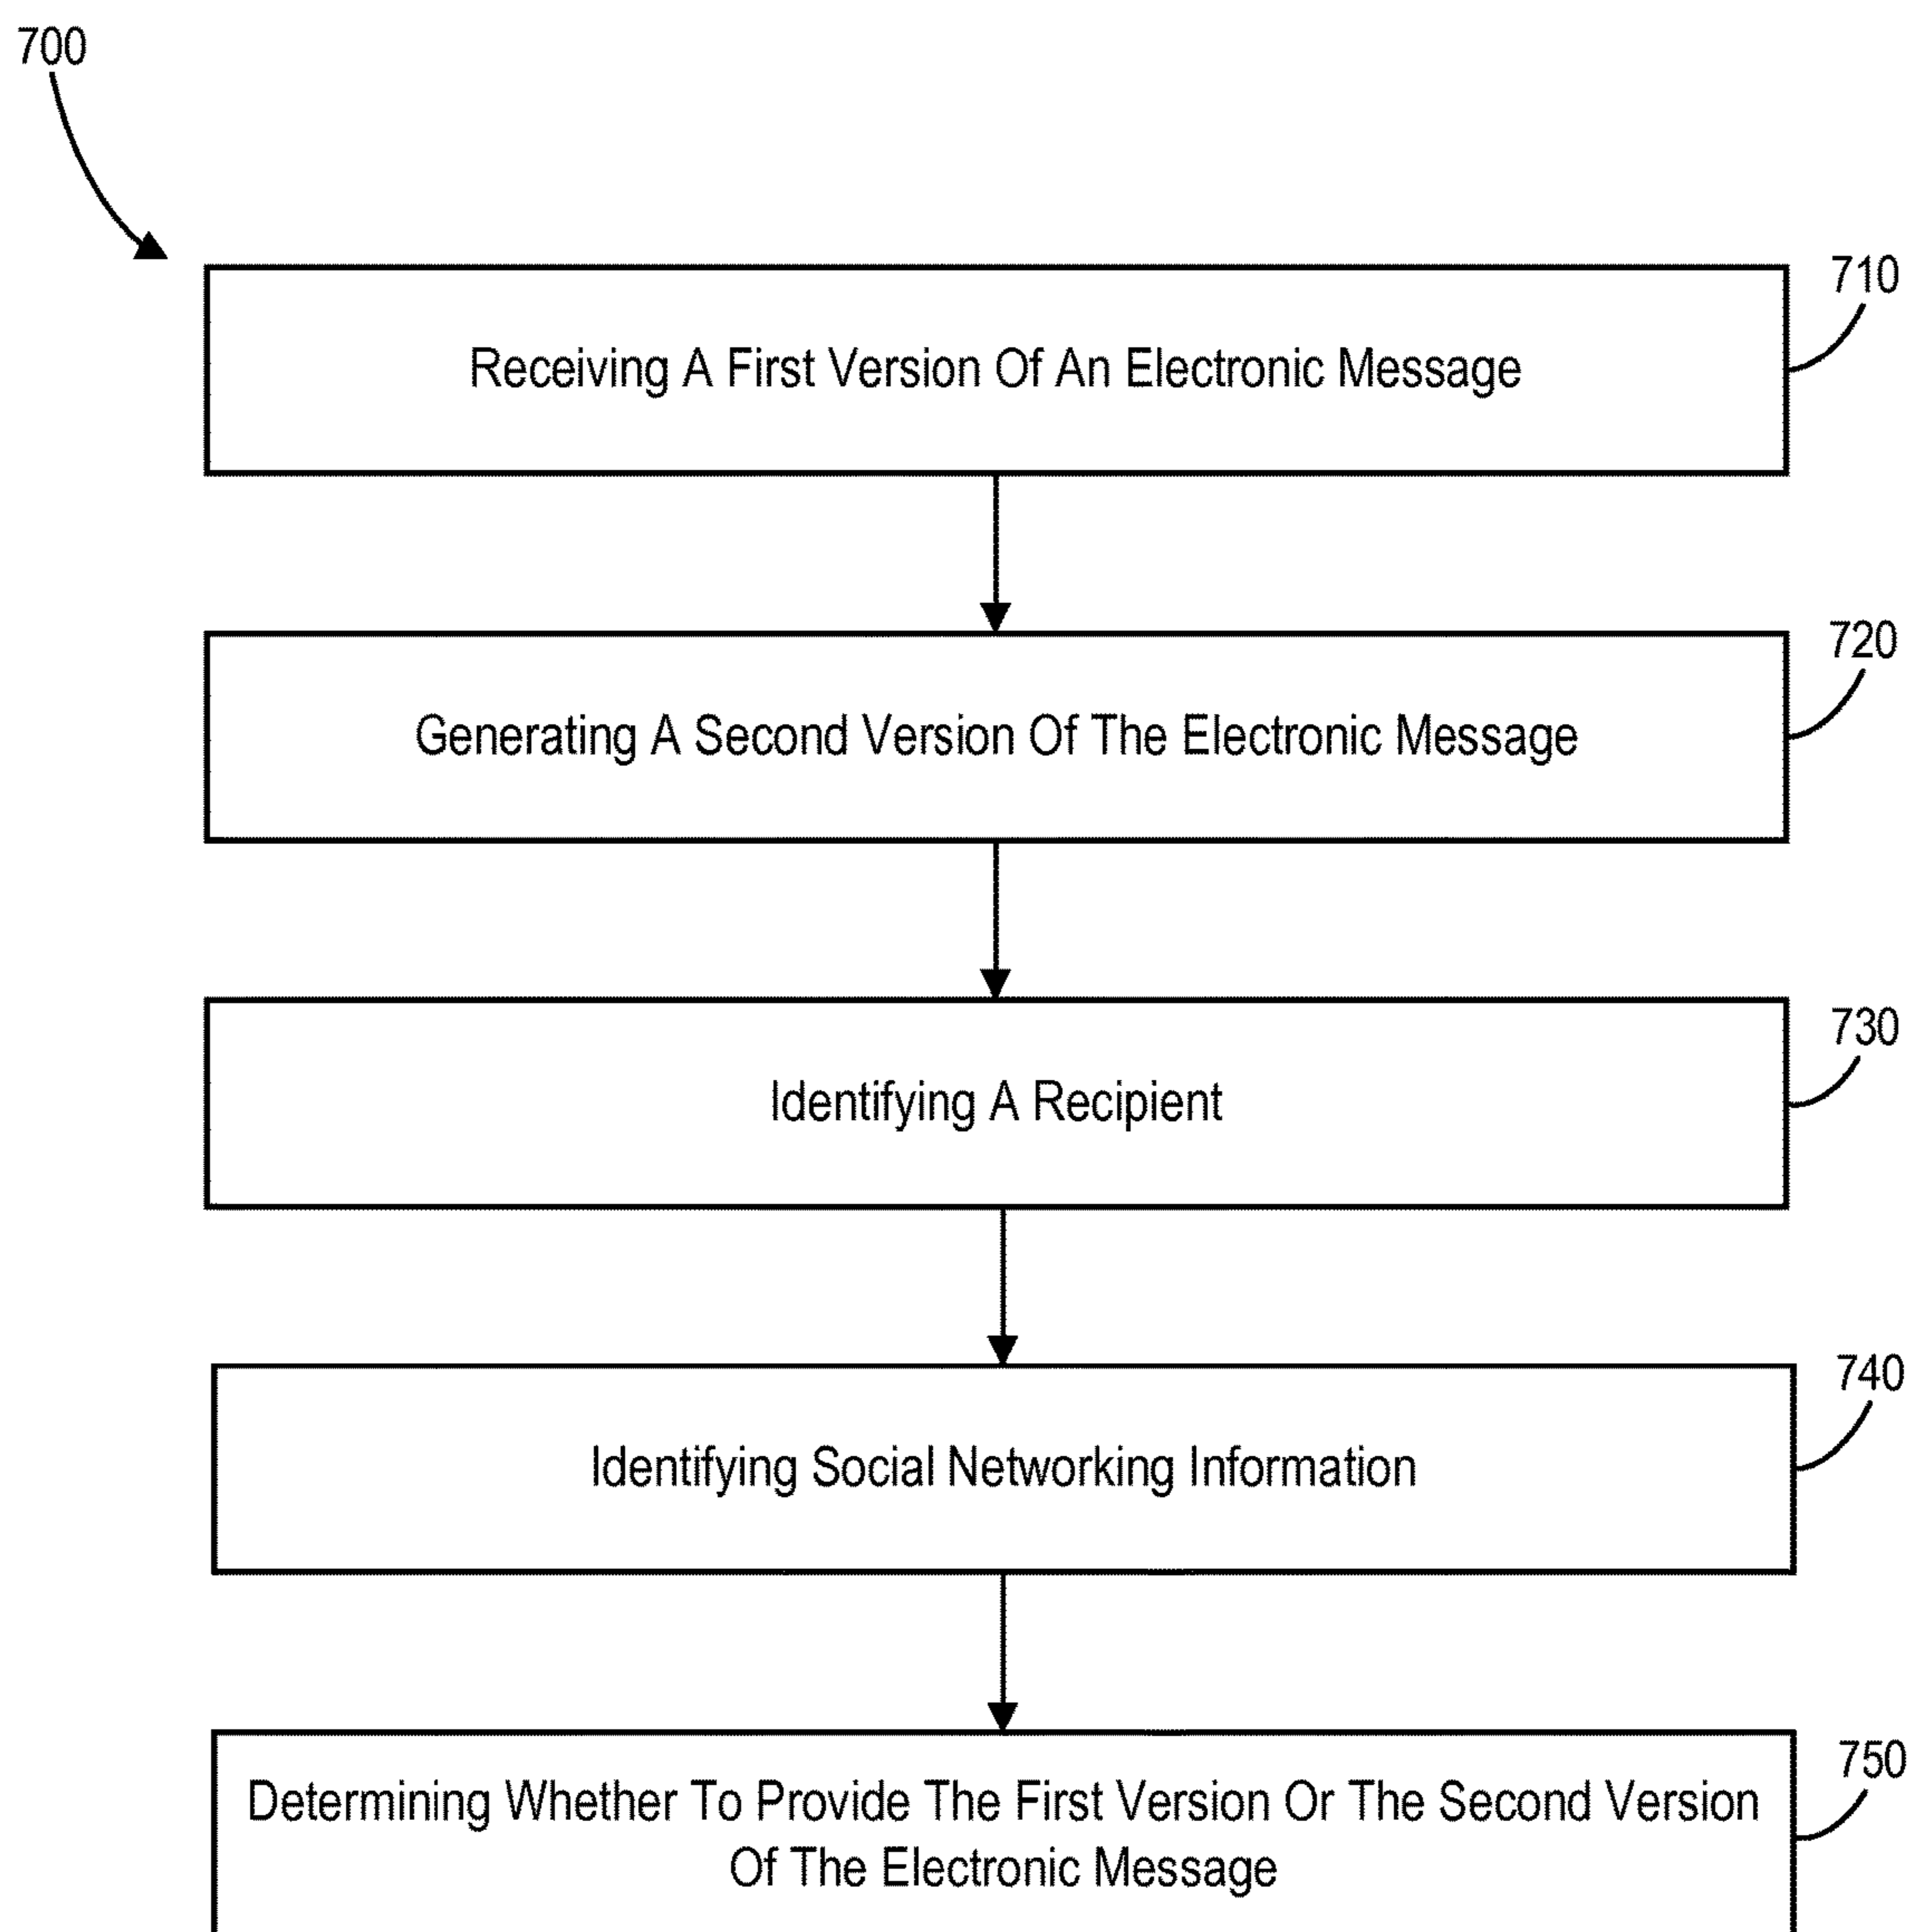 700
710
Receiving A First Version Of An Electronic Message
720
Generating A Second Version Of The Electronic Message
730
Identifying A Recipient
740
Identifying Social Networking Information
750
Determining Whether To Provide The First Version Or The Second Version
Of The Electronic Message